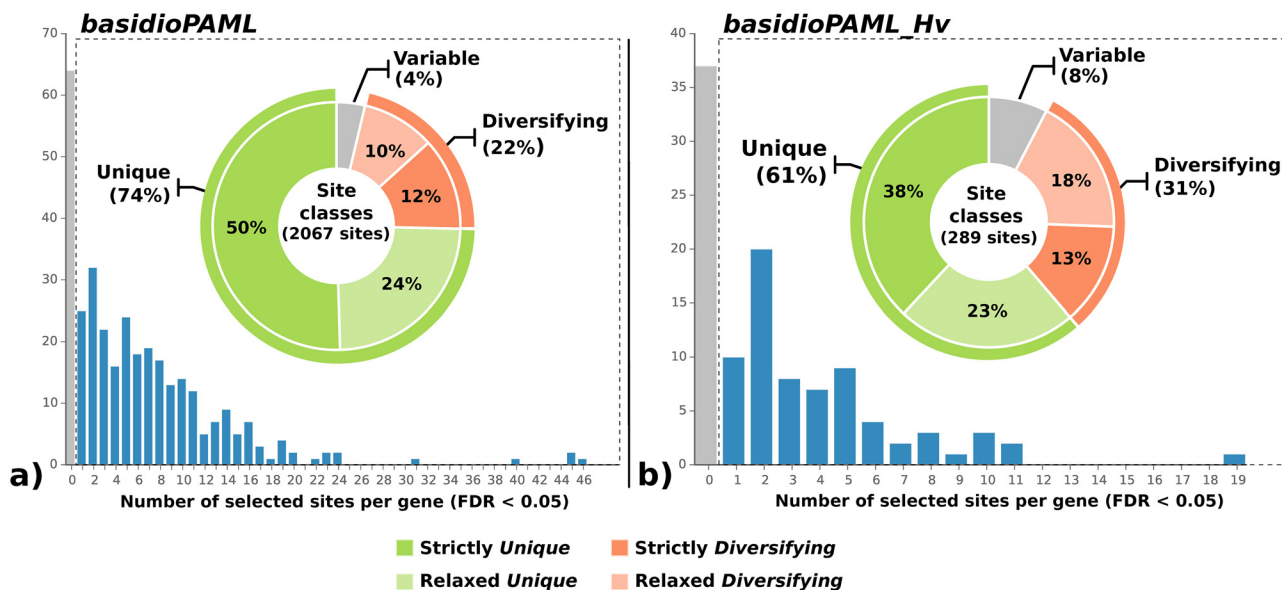 basidioPAML
70
60
50
40
30
20
10
0
Variable
(4%)
Diversifying
(22%)
Unique
(74%)
10%
12%
24%
50%
Site
classes
(2067 sites)
0 2 4 6 8 10 12 14 16 18 20 22 24 26 28 30 32 34 36 38 40 42 44 46
a)
Number of selected sites per gene (FDR < 0.05)
basidioPAML_Hv
40
35
30
25
20
15
10
5
0
Variable
(8%)
Diversifying
(31%)
Unique
(61%)
18%
13%
23%
38%
Site
classes
(289 sites)
0 1 2 3 4 5 6 7 8 9 10 11 12 13 14 15 16 17 18 19
b)
Number of selected sites per gene (FDR < 0.05)
Strictly Unique
Strictly Diversifying
Relaxed Unique
Relaxed Diversifying